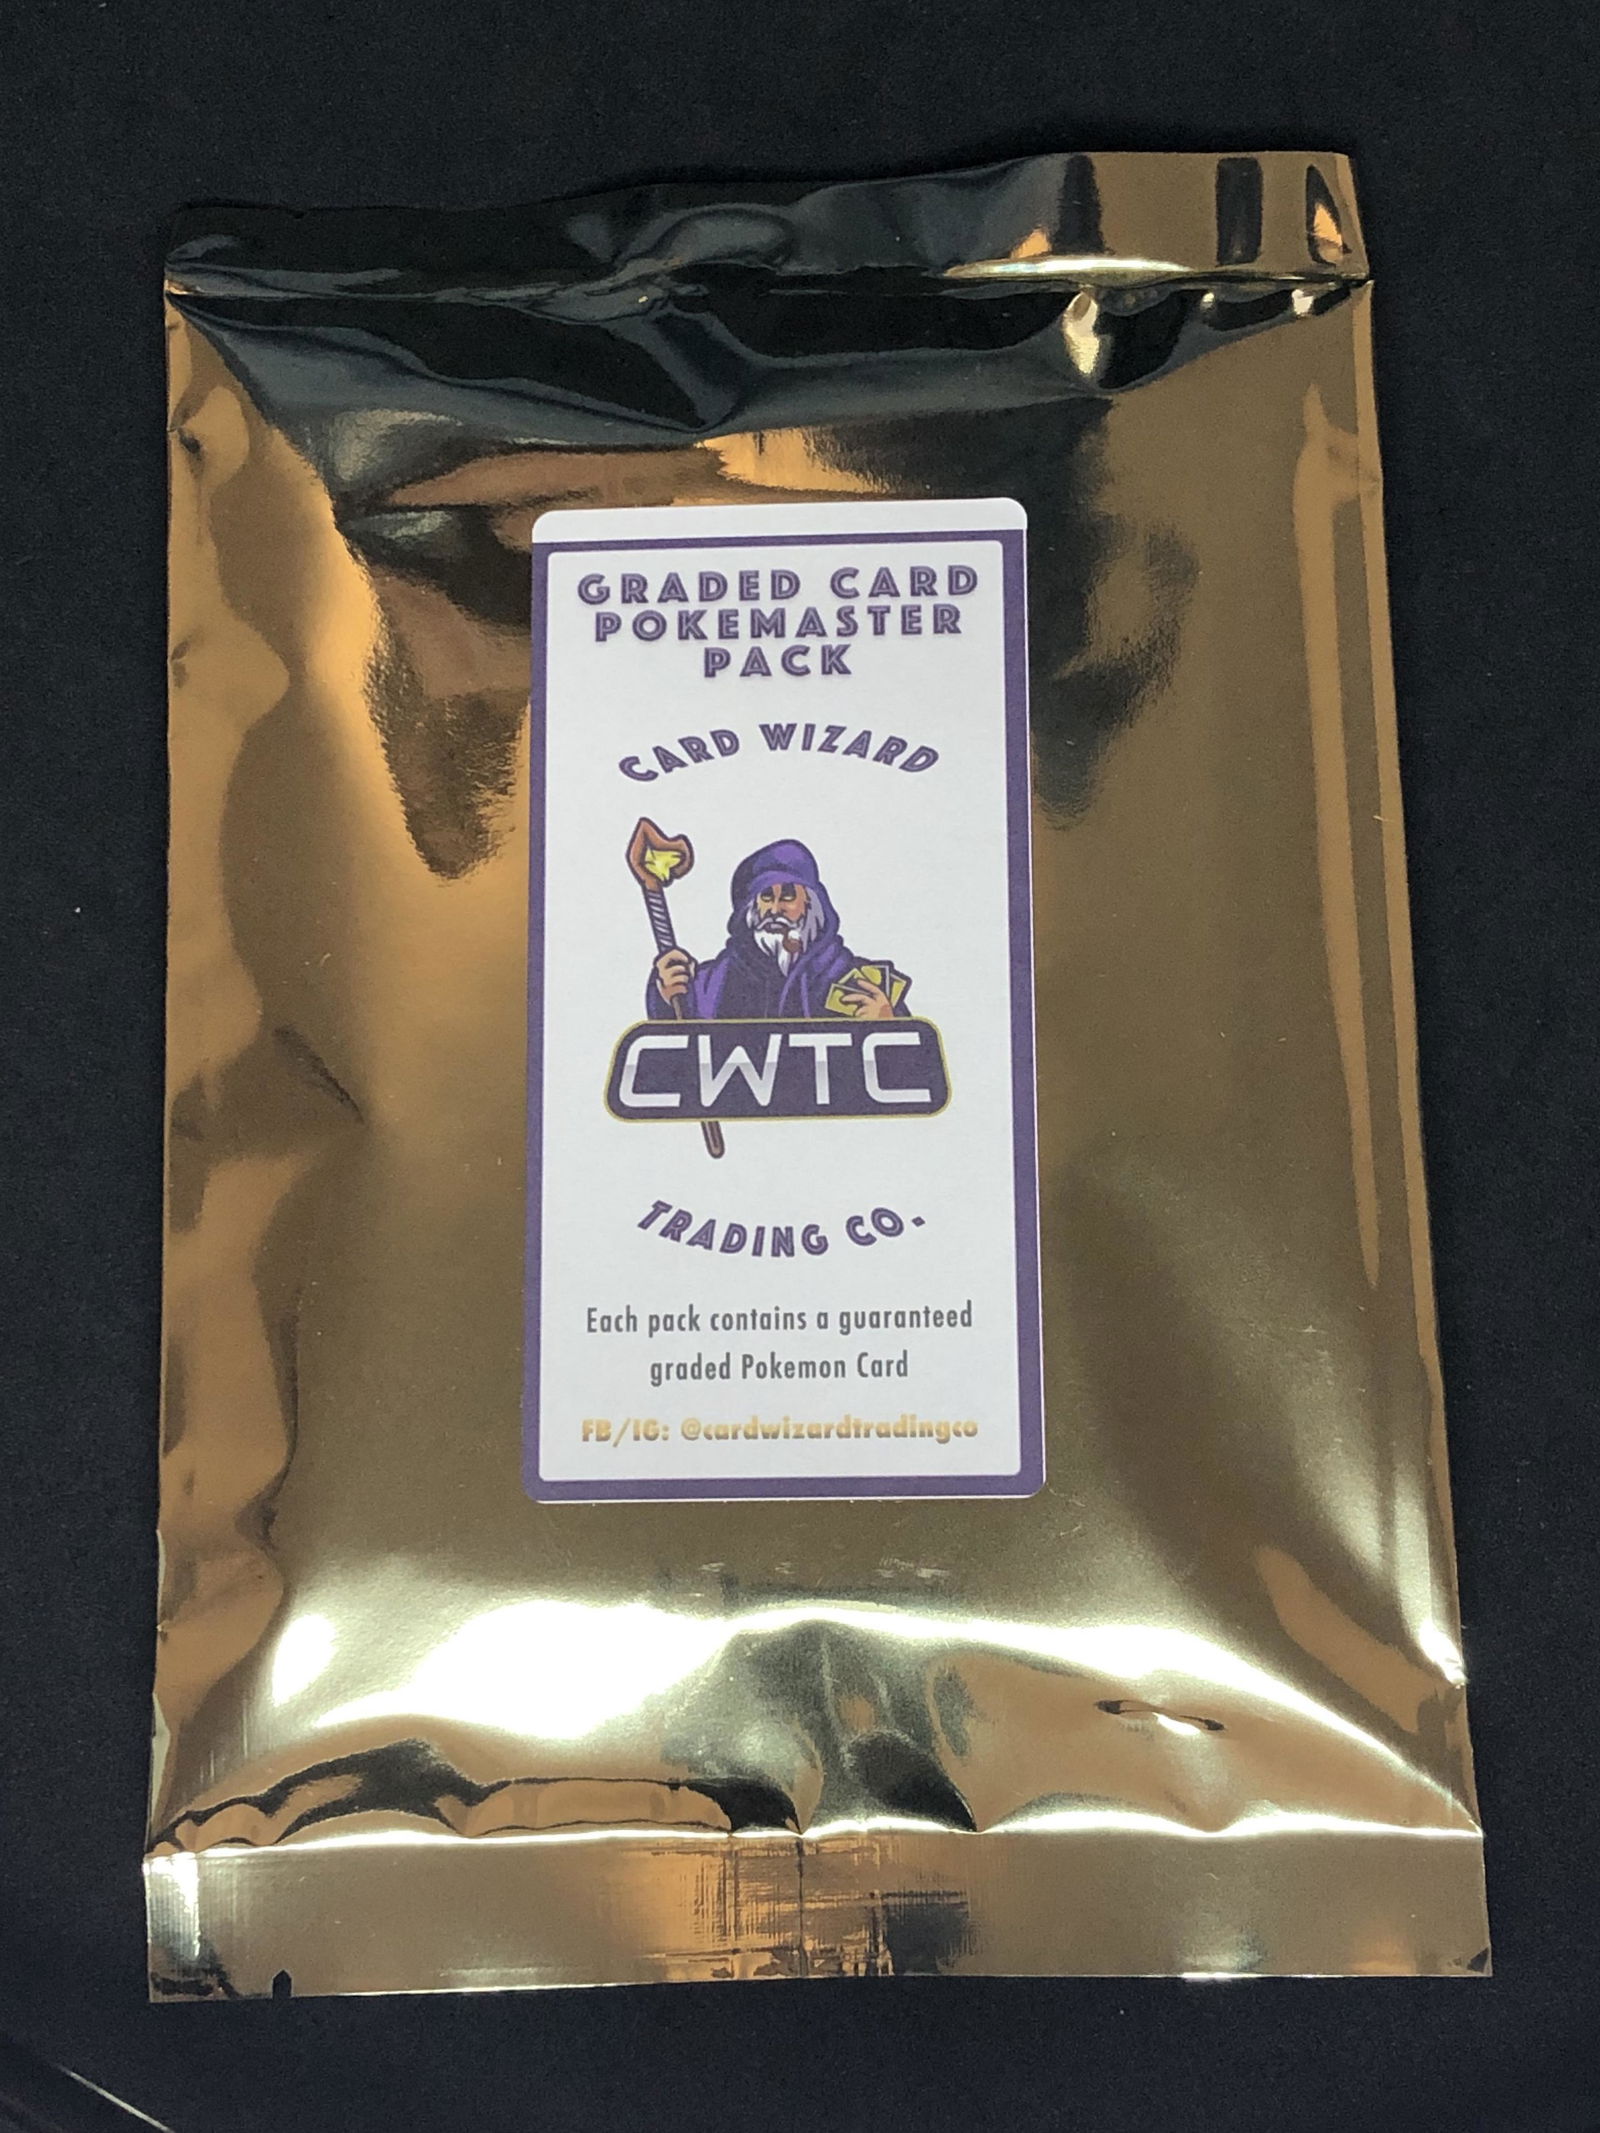 GRADED CARD
POKEMASTER
PACK
CARD WIZARD
CWTC
TRADING CO.
Each pack contains a guaranteed
graded Pokemon Card
FB/IG: @cardwizardtradingco